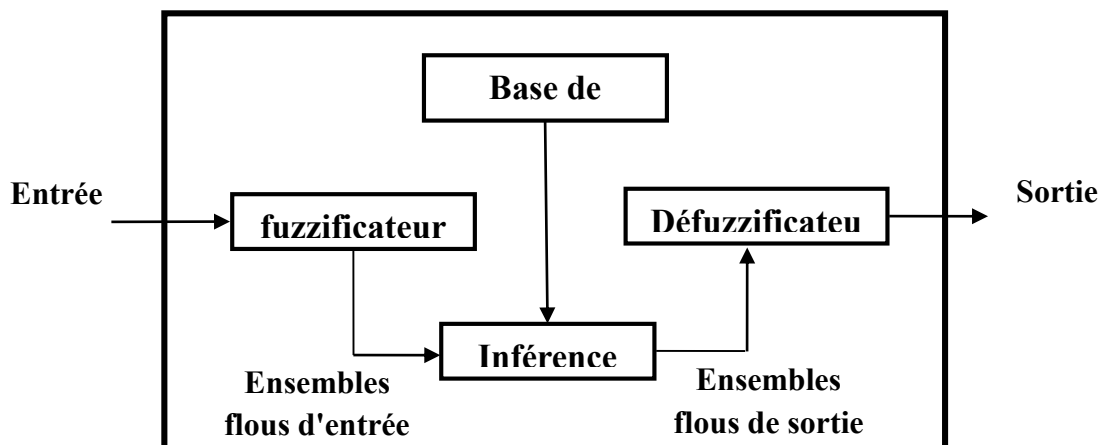 Base de
Entrée
Sortie
fuzzificateur
Défuzzificateu
Inférence
Ensembles
flous d'entrée
Ensembles
flous de sortie